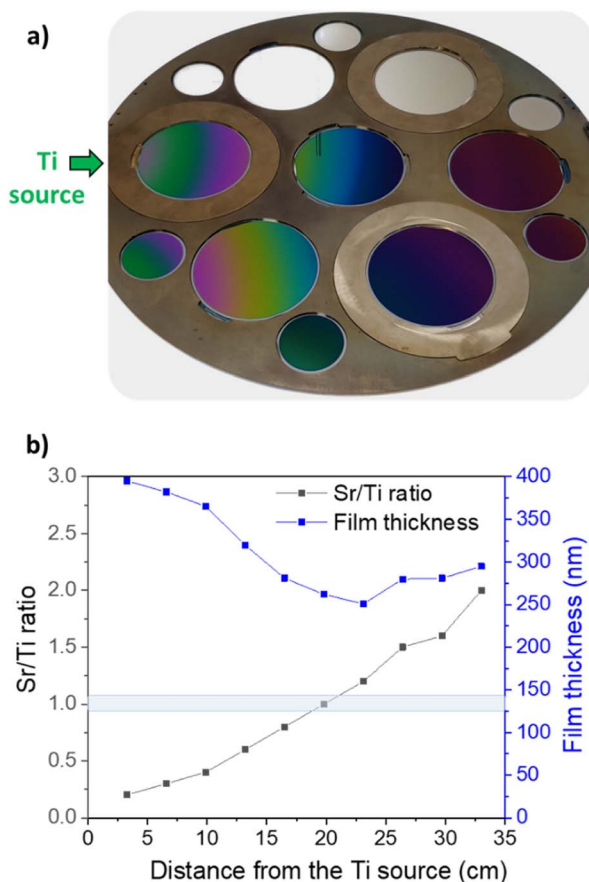 a)
Ti
source
b)
3.0
2.5
2.0
1.5
1.0
0.5
0.0
Sr/Ti ratio
Sr/Ti ratio
Film thickness
400
350
300
250
200
150
100
50
0
Film thickness (nm)
0 5 10 15 20 25 30 35
Distance from the Ti source (cm)